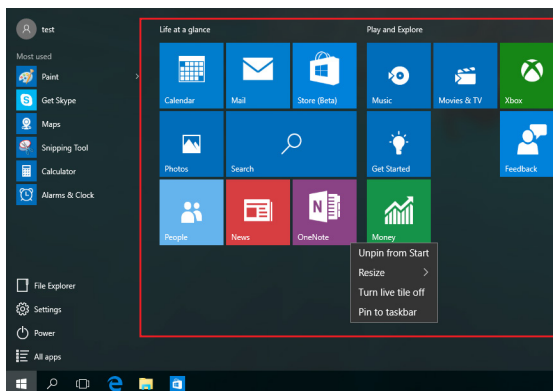 test
Most used
Paint
Get Skype
Maps
Snipping Tool
Calculator
Alarms & Clock
File Explorer
Settings
Power
All apps
Life at a glance
Calendar
Mail
Store (Beta)
Photos
Search
People
News
OneNote
Play and Explore
Music
Movies & TV
Xbox
Get Started
Feedback
Money
Unpin from Start
Resize
Turn live tile off
Pin to taskbar